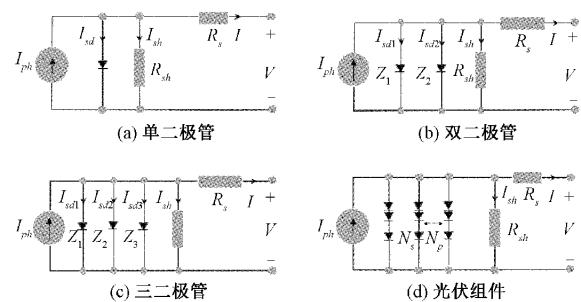 I_sd I_sh R_s I +
I_ph R_sh V
−
(a) 单二极管
I_sd1 I_sd2 I_sh R_s I +
I_ph Z_1 Z_2 R_sh V
−
(b) 双二极管
I_sd1 I_sd2 I_sd3 I_sh R_s I +
I_ph Z_1 Z_2 Z_3 V
−
(c) 三二极管
I_sh R_s I +
I_ph N_s N_p R_sh V
−
(d) 光伏组件